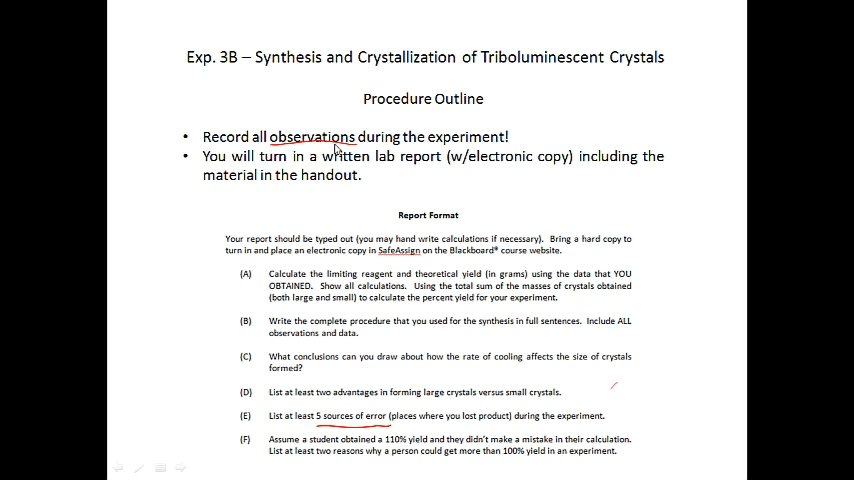 Exp. 3B – Synthesis and Crystallization of Triboluminescent Crystals
Procedure Outline
• Record all observations during the experiment!
• You will turn in a written lab report (w/electronic copy) including the
material in the handout.
Report Format
Your report should be typed out (you may hand write calculations if necessary). Bring a hard copy to
turn in and place an electronic copy in SafeAssign on the Blackboard® course website.
(A) Calculate the limiting reagent and theoretical yield (in grams) using the data that YOU
OBTAINED. Show all calculations. Using the total sum of the masses of crystals obtained
(both large and small) to calculate the percent yield for your experiment.
(B) Write the complete procedure that you used for the synthesis in full sentences. Include ALL
observations and data.
(C) What conclusions can you draw about how the rate of cooling affects the size of crystals
formed?
(D) List at least two advantages in forming large crystals versus small crystals.
(E) List at least 5 sources of error (places where you lost product) during the experiment.
(F) Assume a student obtained a 110% yield and they didn't make a mistake in their calculation.
List at least two reasons why a person could get more than 100% yield in an experiment.